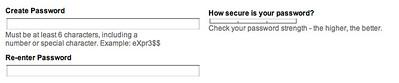 Create Password
How secure is your password?
Check your password strength - the higher, the better.
Must be at least 6 characters, including a
number or special character. Example: eXpr3$$
Re-enter Password